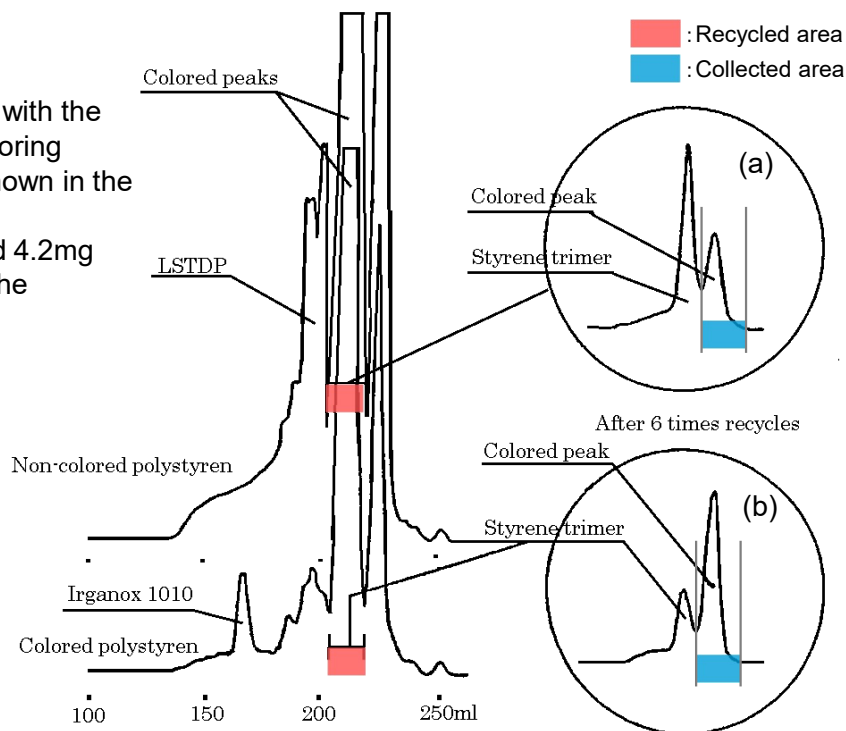 : Recycled area
: Collected area
Colored peaks
with the
oring
nown in the
d 4.2mg
he
LSTDP
Non-colored polystyren
Irganox 1010
Colored polystyren
100
150
200
250ml
(a)
Colored peak
Styrene trimer
After 6 times recycles
Colored peak
(b)
Styrene trimer